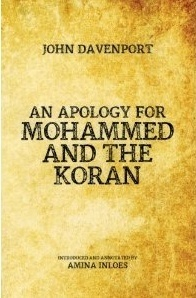 JOHN DAVENPORT
AN APOLOGY FOR
MOHAMMED
AND THE
KORAN
INTRODUCED AND ANNOTATED BY
AMINA INLOES